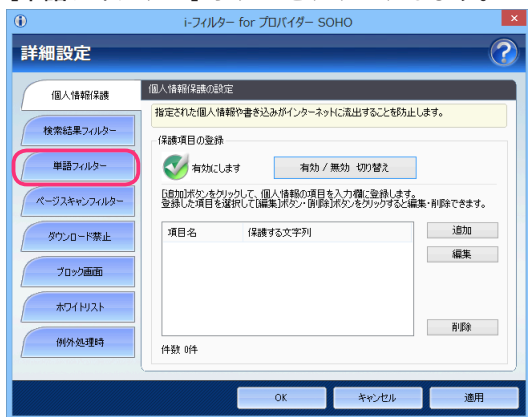 i-フィルター for プロバイダー SOHO
詳細設定
個人情報保護
検索結果フィルター
単語フィルター
ページスキャンフィルター
ダウンロード禁止
ブロック画面
ホワイトリスト
例外処理時
個人情報保護の設定
指定された個人情報や書き込みがインターネットに流出することを防止します。
保護項目の登録
有効にします
有効 / 無効 切り替え
[追加]ボタンをクリックして、個人情報の項目を入力欄に登録します。
登録した項目を選択して[編集]ボタン・[削除]ボタンをクリックすると編集・削除できます。
項目名 保護する文字列
追加
編集
削除
件数 0件
OK キャンセル 適用